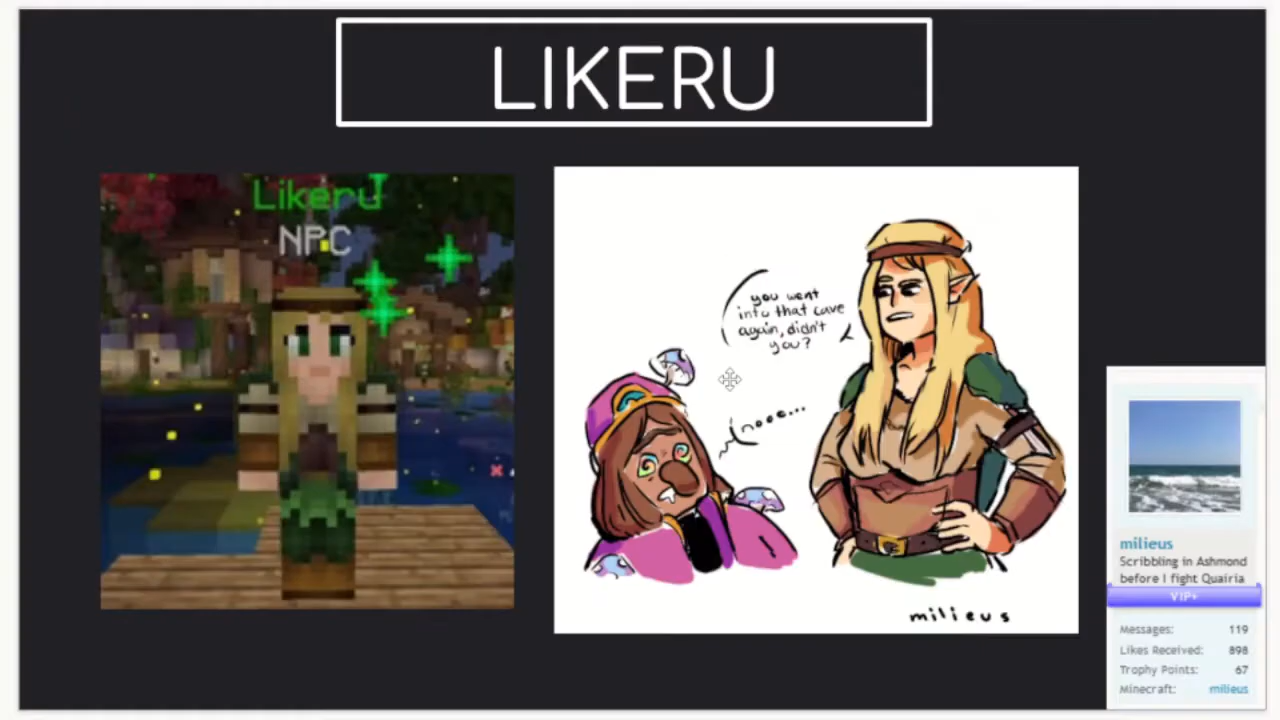 LIKERU
Likeru
NPC
you went
into that cave
again, didn't
you?
nooo...
milieus
milieus
Scribbling in Ashmond
before I fight Quairia
VIP+
Messages: 119
Likes Received: 898
Trophy Points: 67
Minecraft: milieus